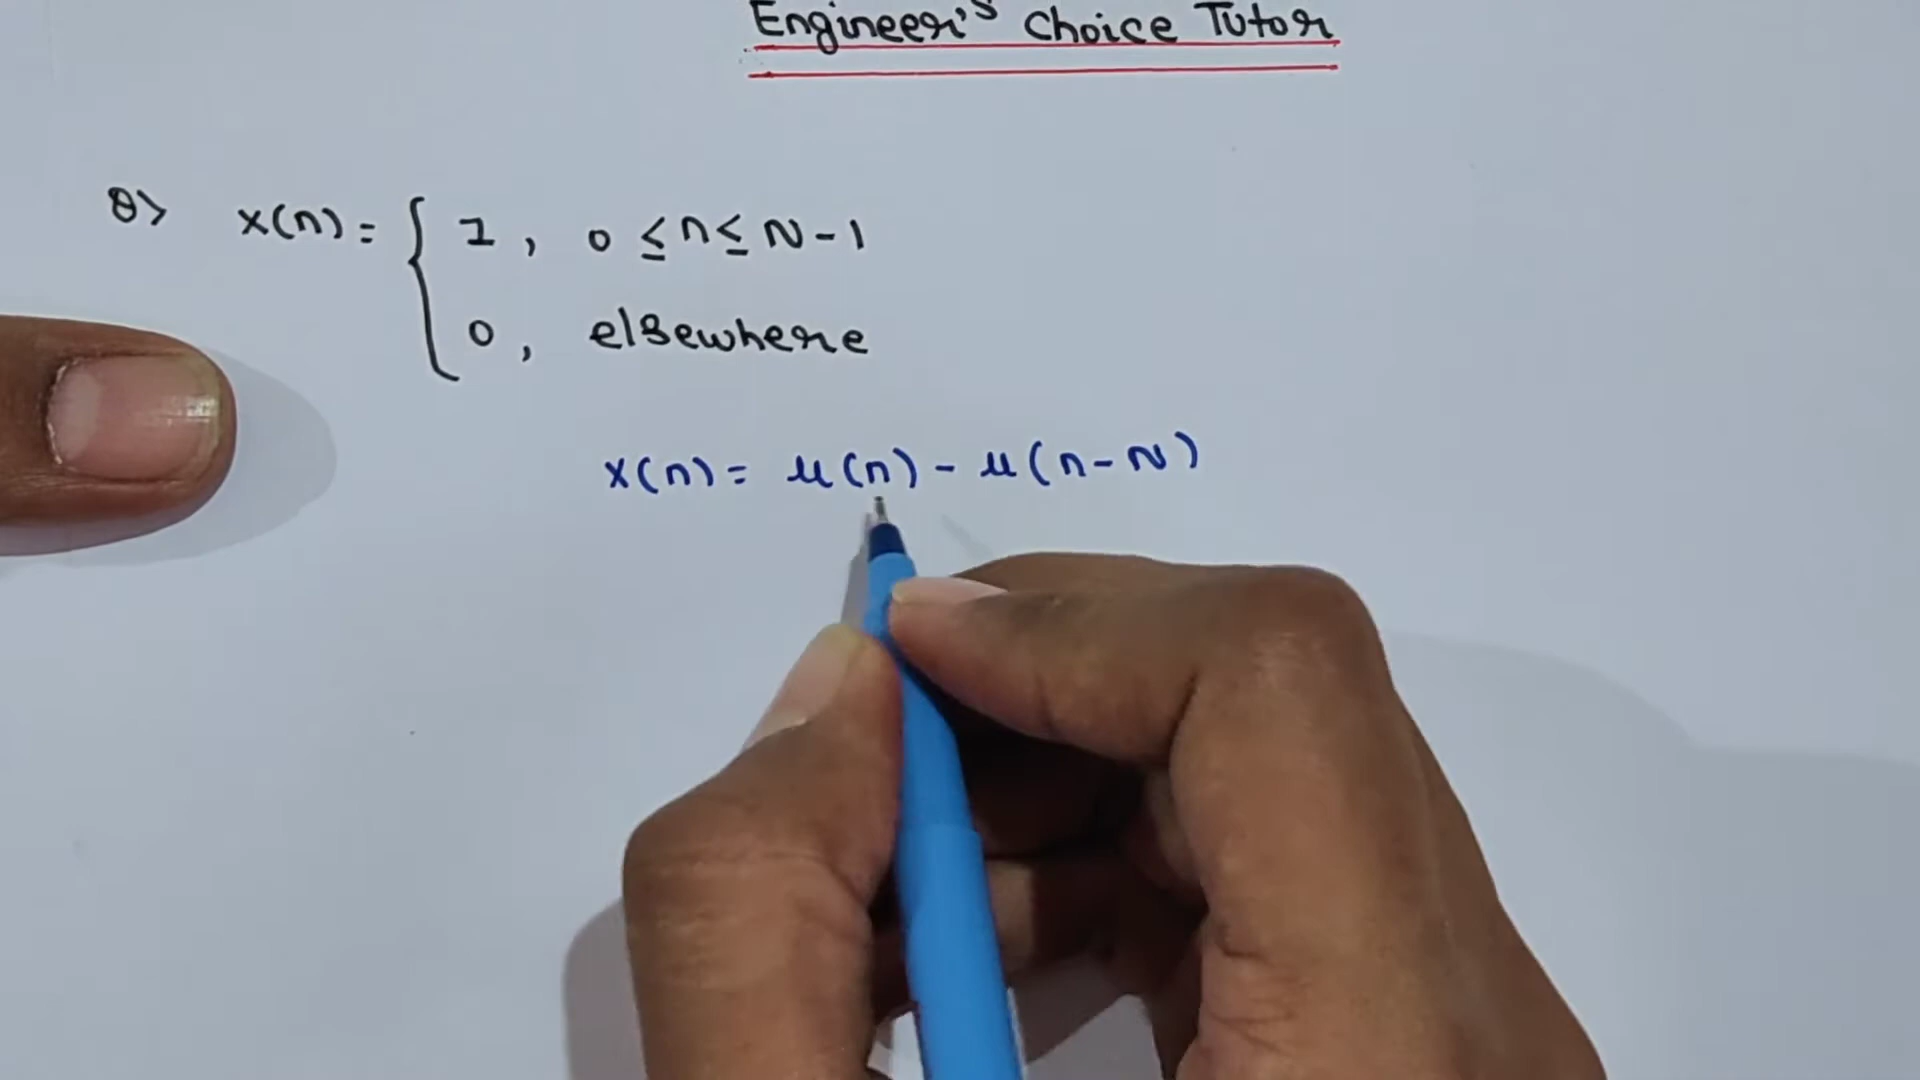 Engineer's Choice Tutor
Q> x(n) = { 1 , 0 ≤ n ≤ N-1
0 , elsewhere
x(n) = u(n) - u(n-N)